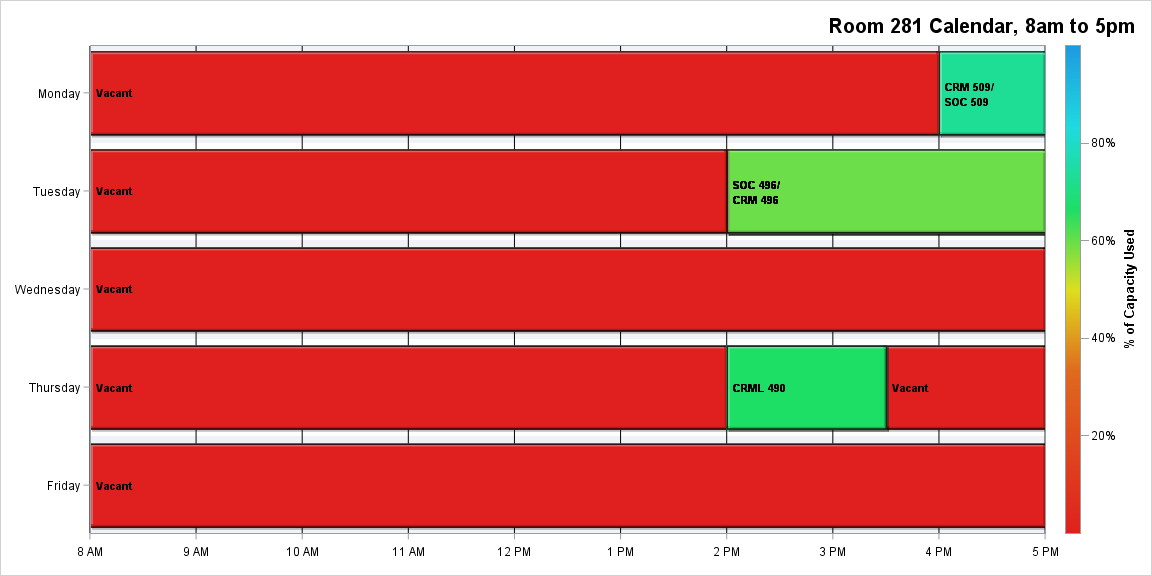 Room 281 Calendar, 8am to 5pm
Monday
Vacant
CRM 509/
SOC 509
Tuesday
Vacant
SOC 496/
CRM 496
Wednesday
Vacant
Thursday
Vacant
CRML 490
Vacant
Friday
Vacant
8 AM
9 AM
10 AM
11 AM
12 PM
1 PM
2 PM
3 PM
4 PM
5 PM
80%
60%
40%
20%
% of Capacity Used